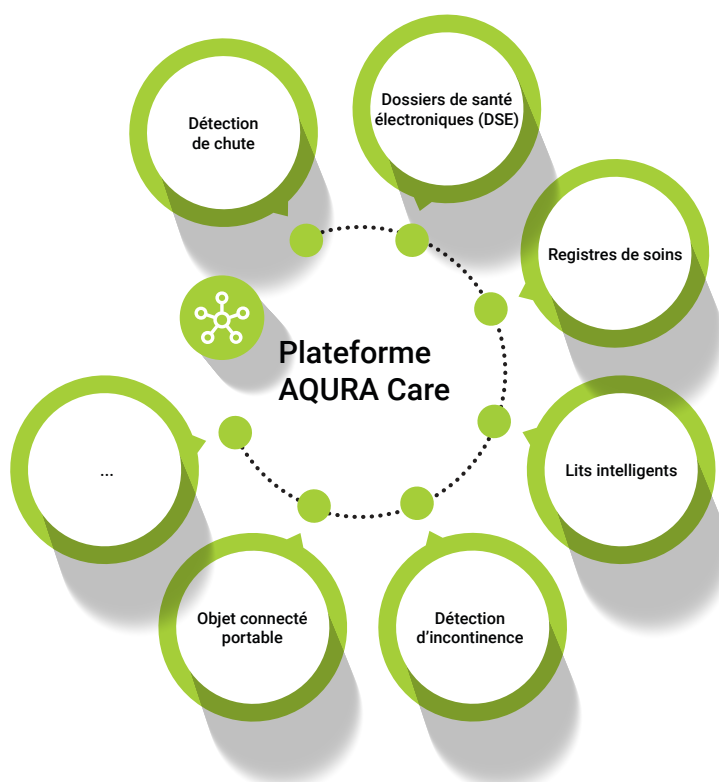 Détection
de chute
Dossiers de santé
électroniques (DSE)
Registres de soins
Plateforme
AQURA Care
...
Lits intelligents
Objet connecté
portable
Détection
d'incontinence